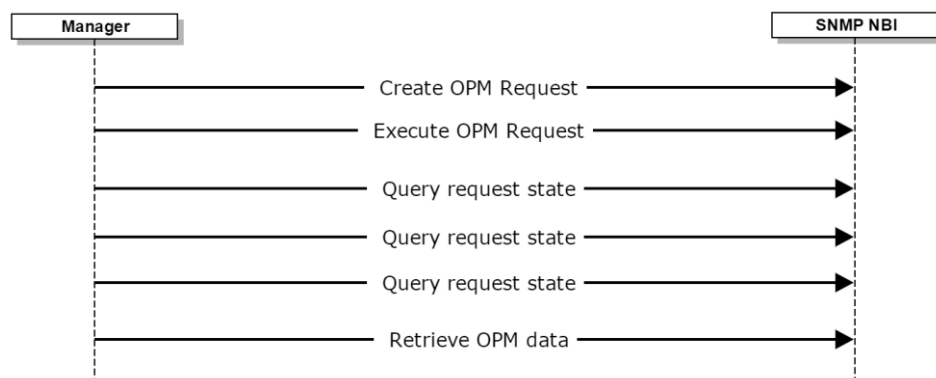 Manager
SNMP NBI
Create OPM Request
Execute OPM Request
Query request state
Query request state
Query request state
Retrieve OPM data